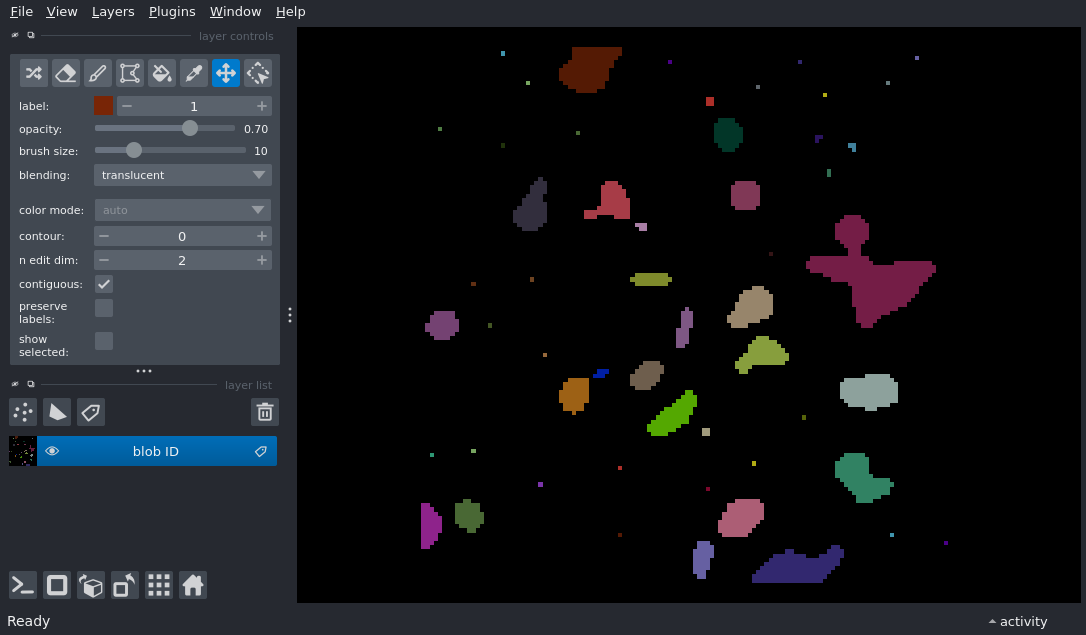 File View Layers Plugins Window Help
layer controls
label: 1
opacity: 0.70
brush size: 10
blending: translucent
color mode: auto
contour: 0
n edit dim: 2
contiguous:
preserve
labels:
show
selected:
layer list
blob ID
Ready activity